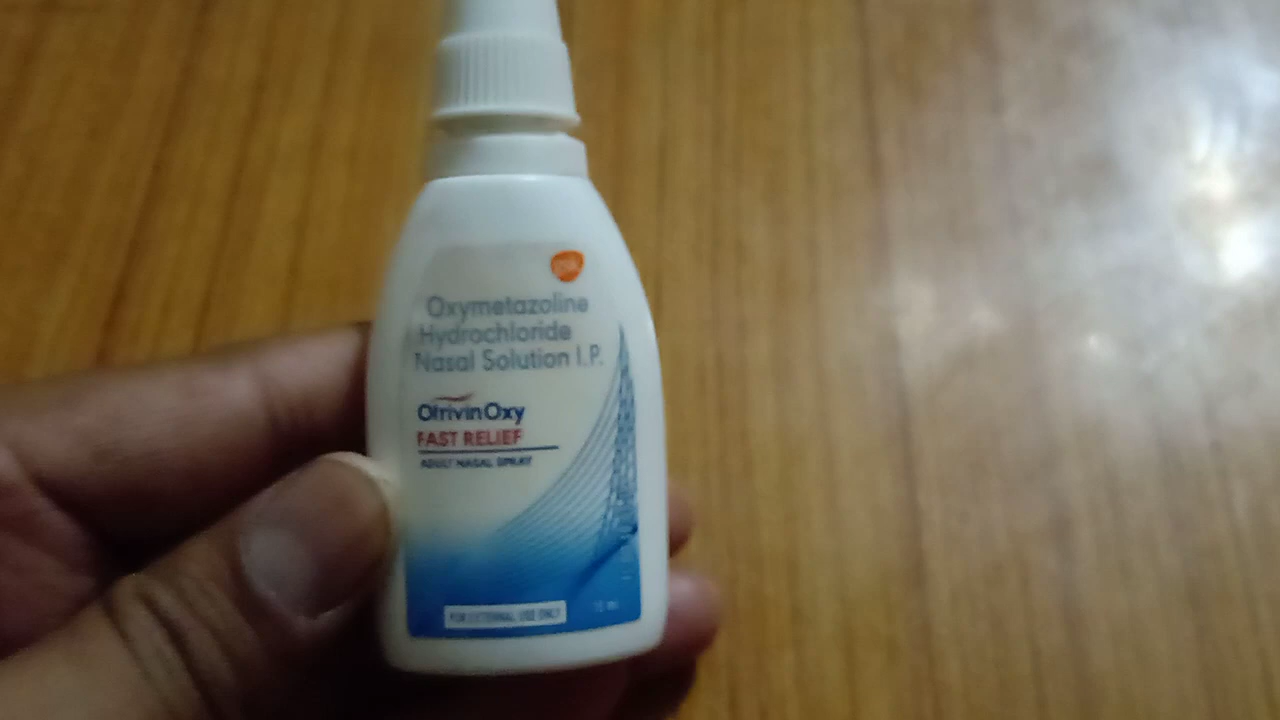 Oxymetazoline
Hydrochloride
Nasal Solution I.P.
OtrivinOxy
FAST RELIEF
ADULT NASAL SPRAY
FOR EXTERNAL USE ONLY